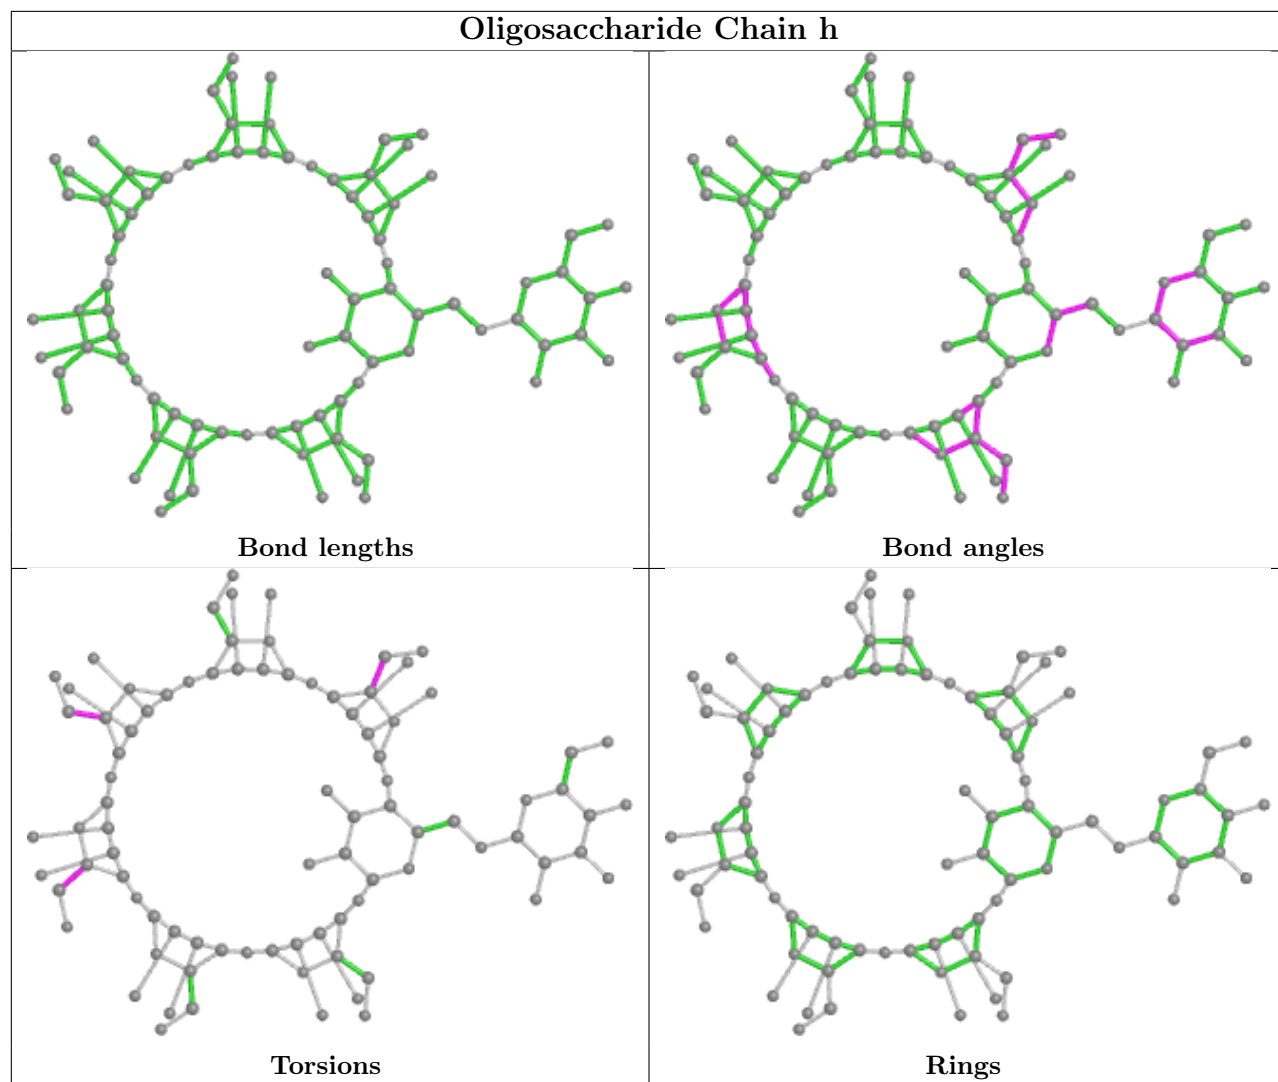 Oligosaccharide Chain h
Bond lengths
Bond angles
Torsions
Rings